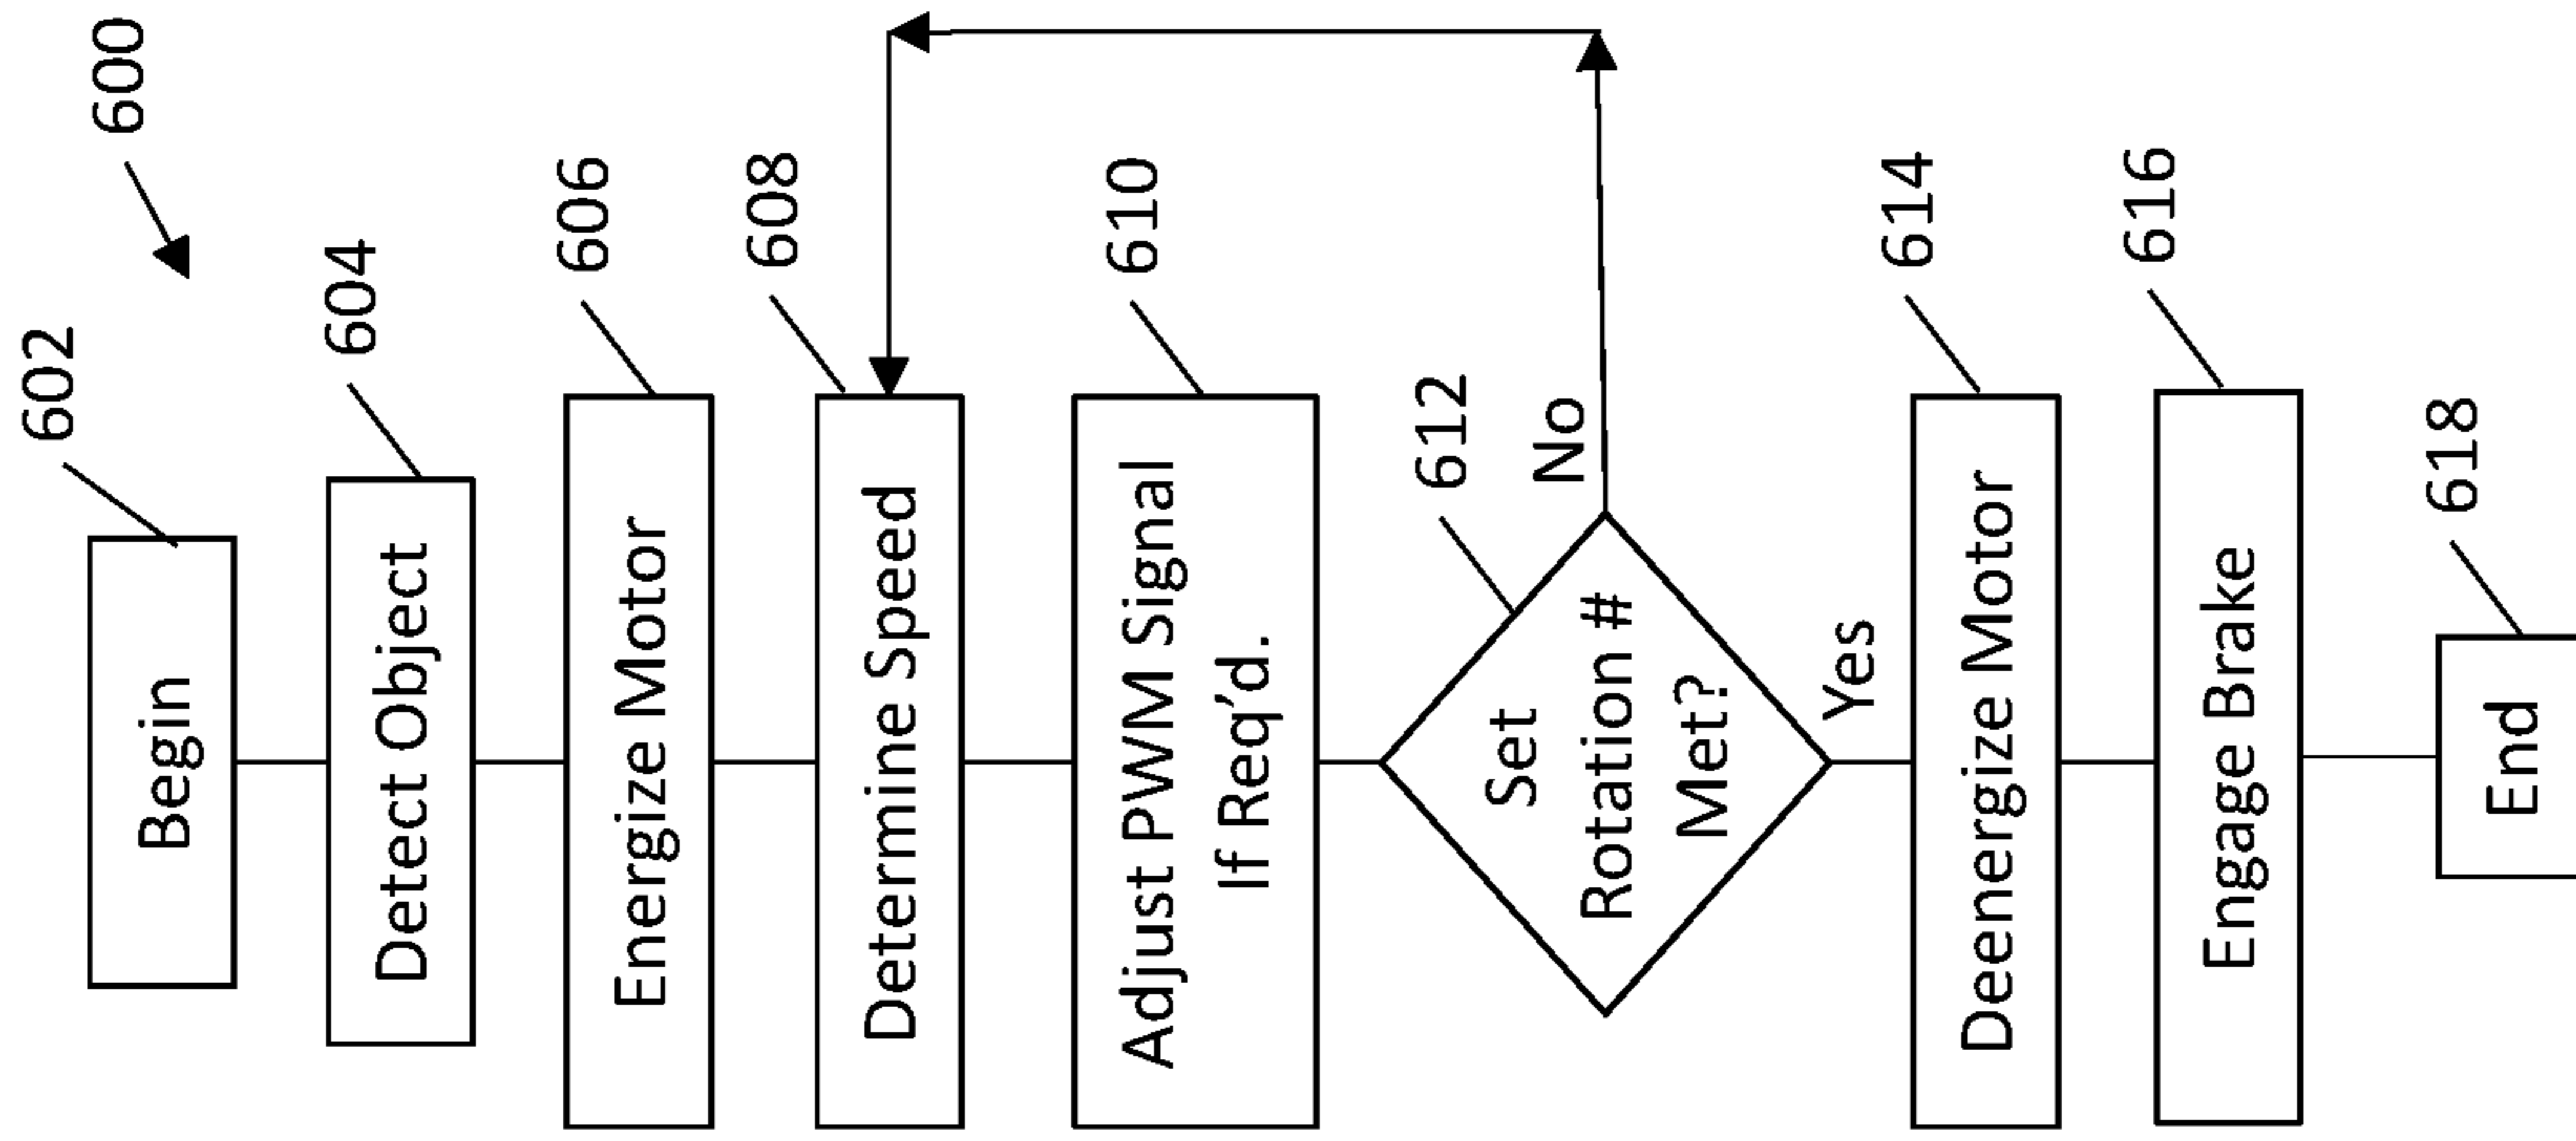 600
602
Begin
604
Detect Object
606
Energize Motor
608
Determine Speed
610
Adjust PWM Signal
If Req’d.
612
Set
Rotation #
Met?
No
Yes
614
Deenergize Motor
616
Engage Brake
618
End